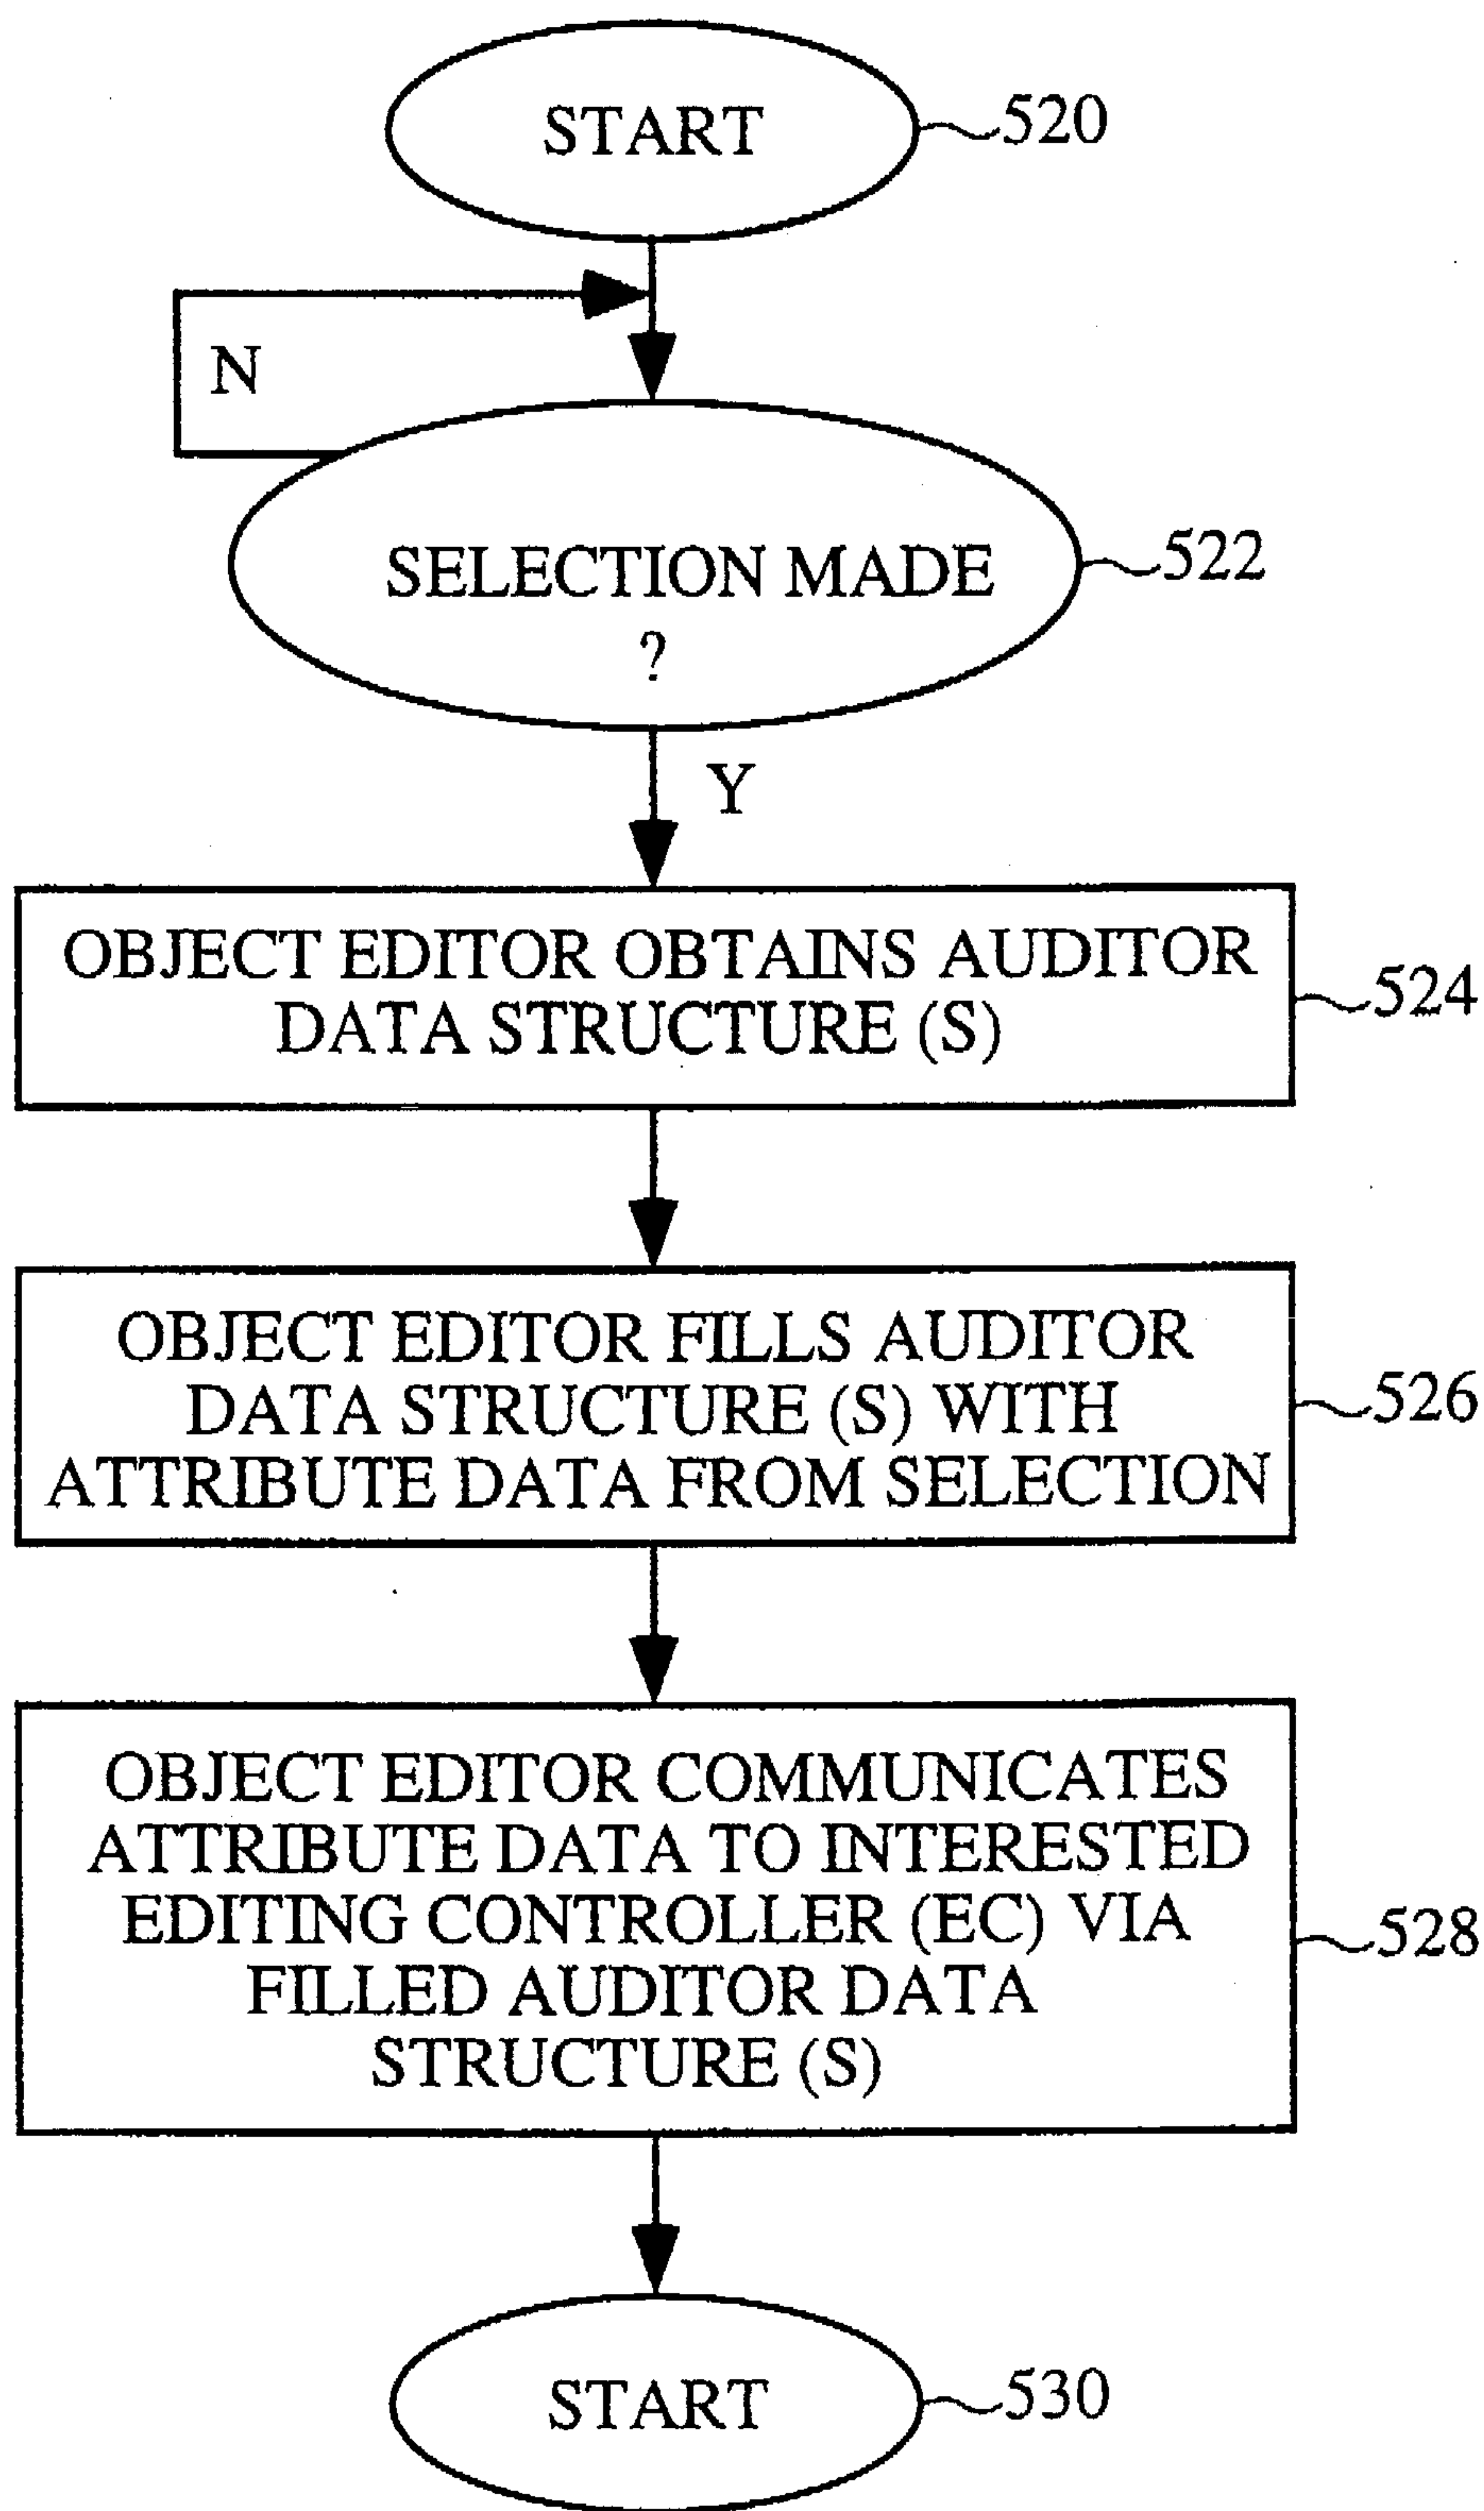 START
520
N
SELECTION MADE
?
522
Y
OBJECT EDITOR OBTAINS AUDITOR
DATA STRUCTURE (S)
524
OBJECT EDITOR FILLS AUDITOR
DATA STRUCTURE (S) WITH
ATTRIBUTE DATA FROM SELECTION
526
OBJECT EDITOR COMMUNICATES
ATTRIBUTE DATA TO INTERESTED
EDITING CONTROLLER (EC) VIA
FILLED AUDITOR DATA
STRUCTURE (S)
528
START
530